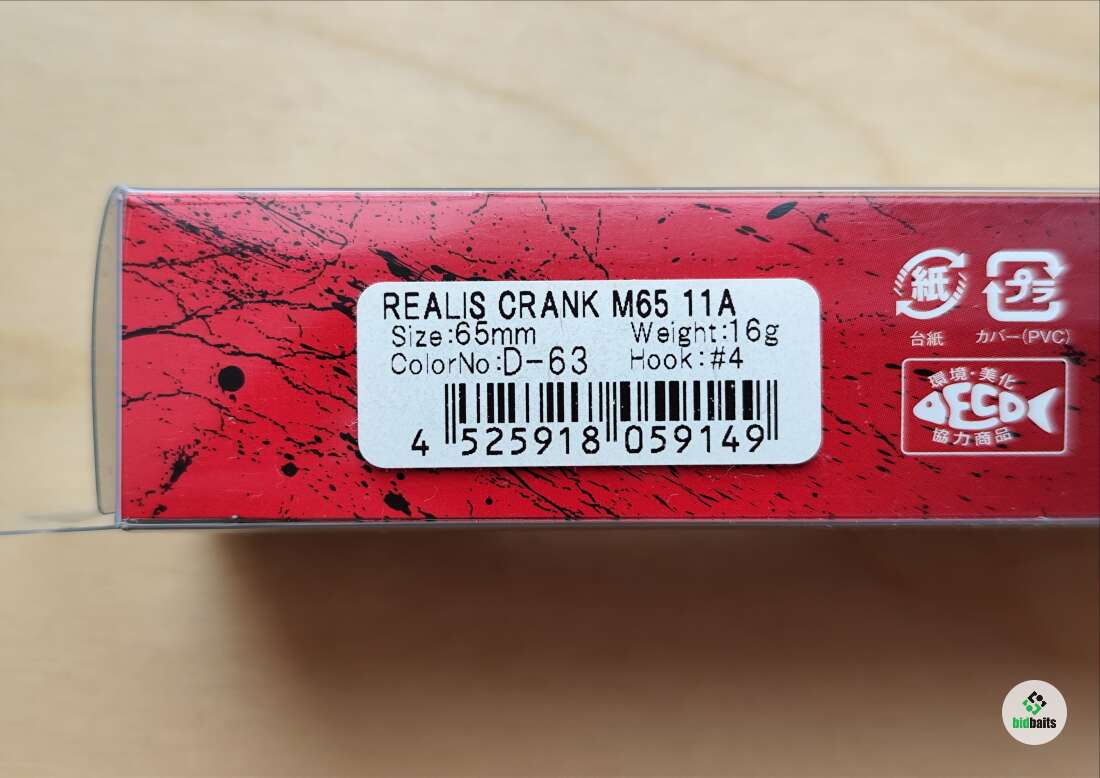 REALIS CRANK M65 11A
Size:65mm Weight:16g
ColorNo:D-63 Hook:#4
4 525918 059149
紙 プラ
台紙 カバー(PVC)
環境・美化
ECO
協力商品
bidbaits